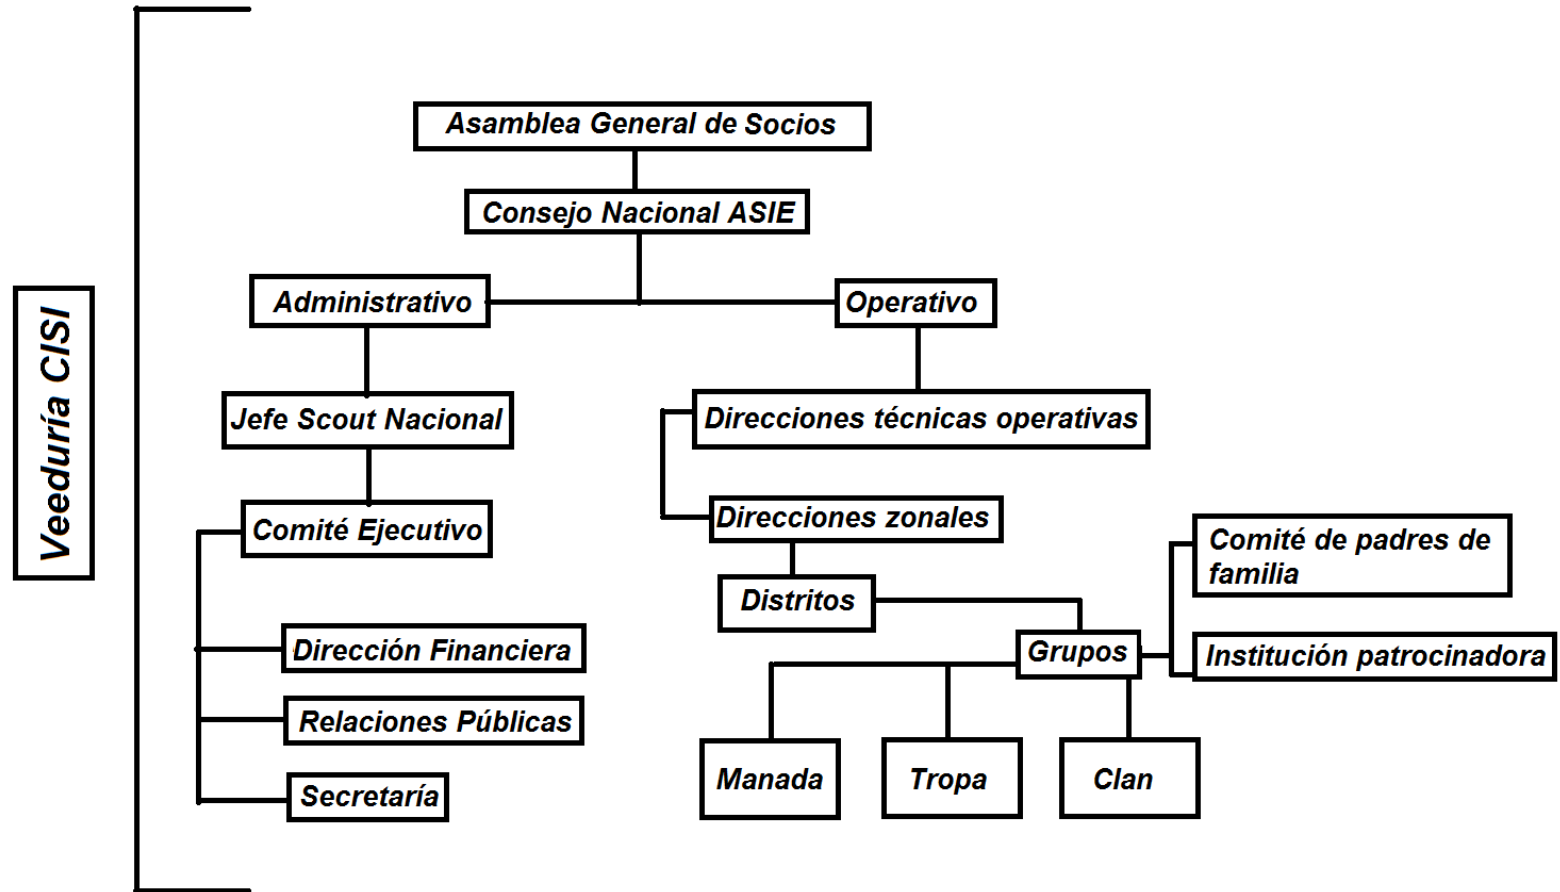 Veeduría CISI
Asamblea General de Socios
Consejo Nacional ASIE
Administrativo
Operativo
Jefe Scout Nacional
Direcciones técnicas operativas
Comité Ejecutivo
Direcciones zonales
Comité de padres de
familia
Distritos
Dirección Financiera
Grupos
Institución patrocinadora
Relaciones Públicas
Manada
Tropa
Clan
Secretaría